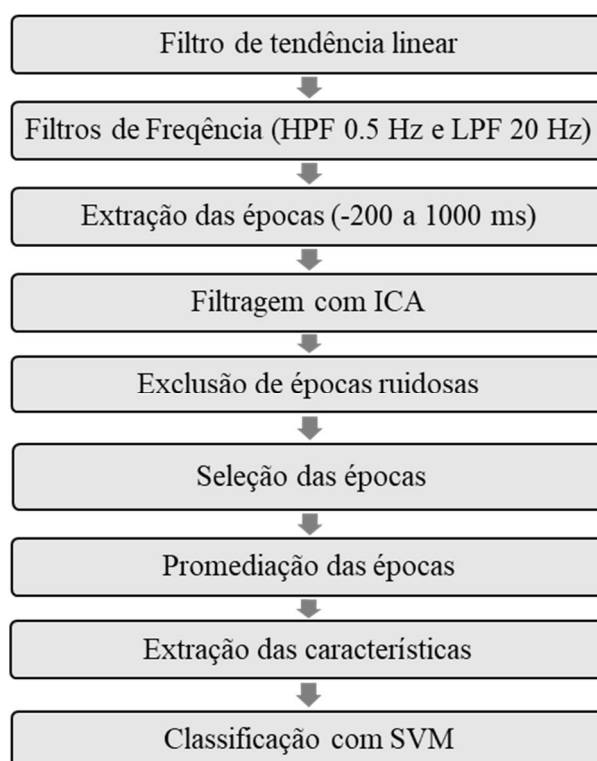 Filtro de tendência linear
Filtros de Freqência (HPF 0.5 Hz e LPF 20 Hz)
Extração das épocas (-200 a 1000 ms)
Filtragem com ICA
Exclusão de épocas ruidosas
Seleção das épocas
Promediação das épocas
Extração das características
Classificação com SVM